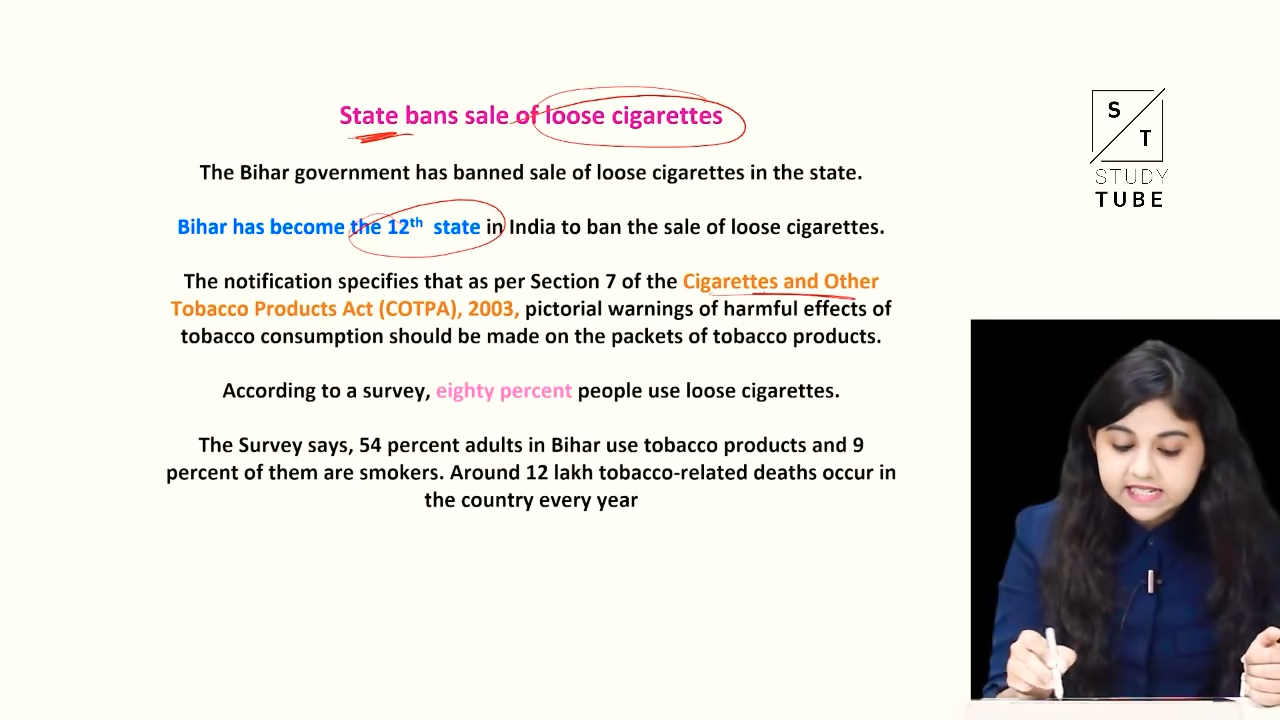 State bans sale of loose cigarettes
The Bihar government has banned sale of loose cigarettes in the state.
Bihar has become the 12th state in India to ban the sale of loose cigarettes.
The notification specifies that as per Section 7 of the Cigarettes and Other
Tobacco Products Act (COTPA), 2003, pictorial warnings of harmful effects of
tobacco consumption should be made on the packets of tobacco products.
According to a survey, eighty percent people use loose cigarettes.
The Survey says, 54 percent adults in Bihar use tobacco products and 9
percent of them are smokers. Around 12 lakh tobacco-related deaths occur in
the country every year
S
T
STUDY
TUBE